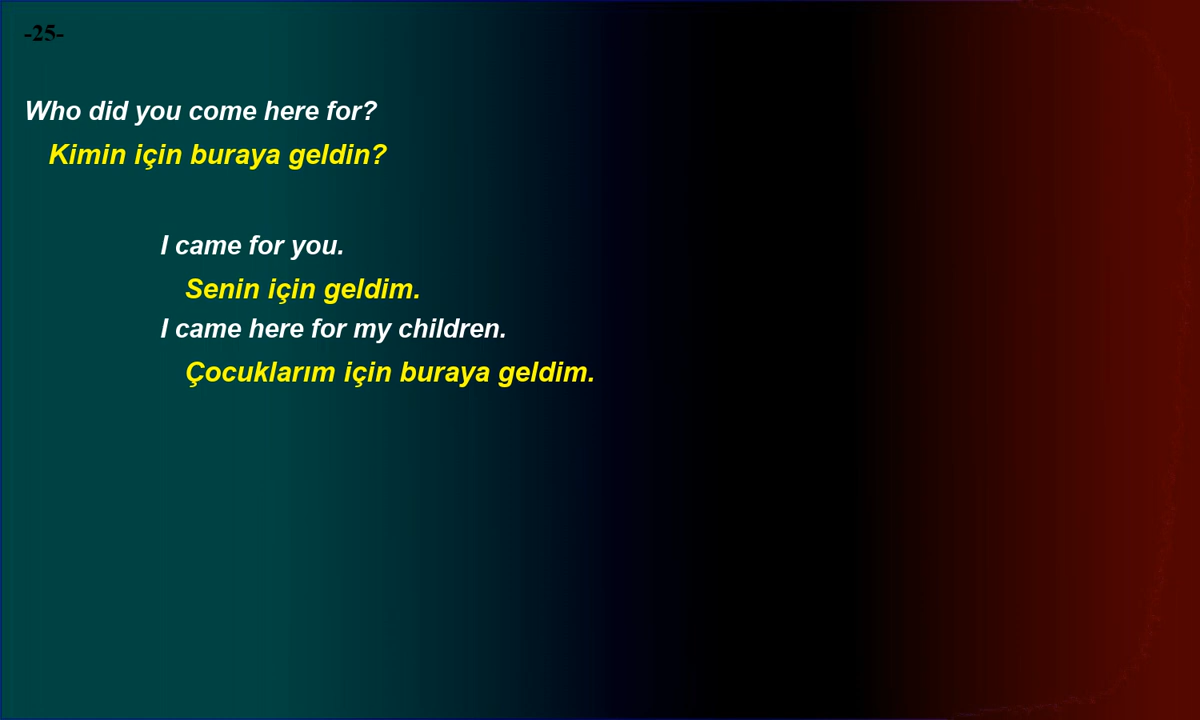 -25-
Who did you come here for?
Kimin için buraya geldin?
I came for you.
Senin için geldim.
I came here for my children.
Çocuklarım için buraya geldim.